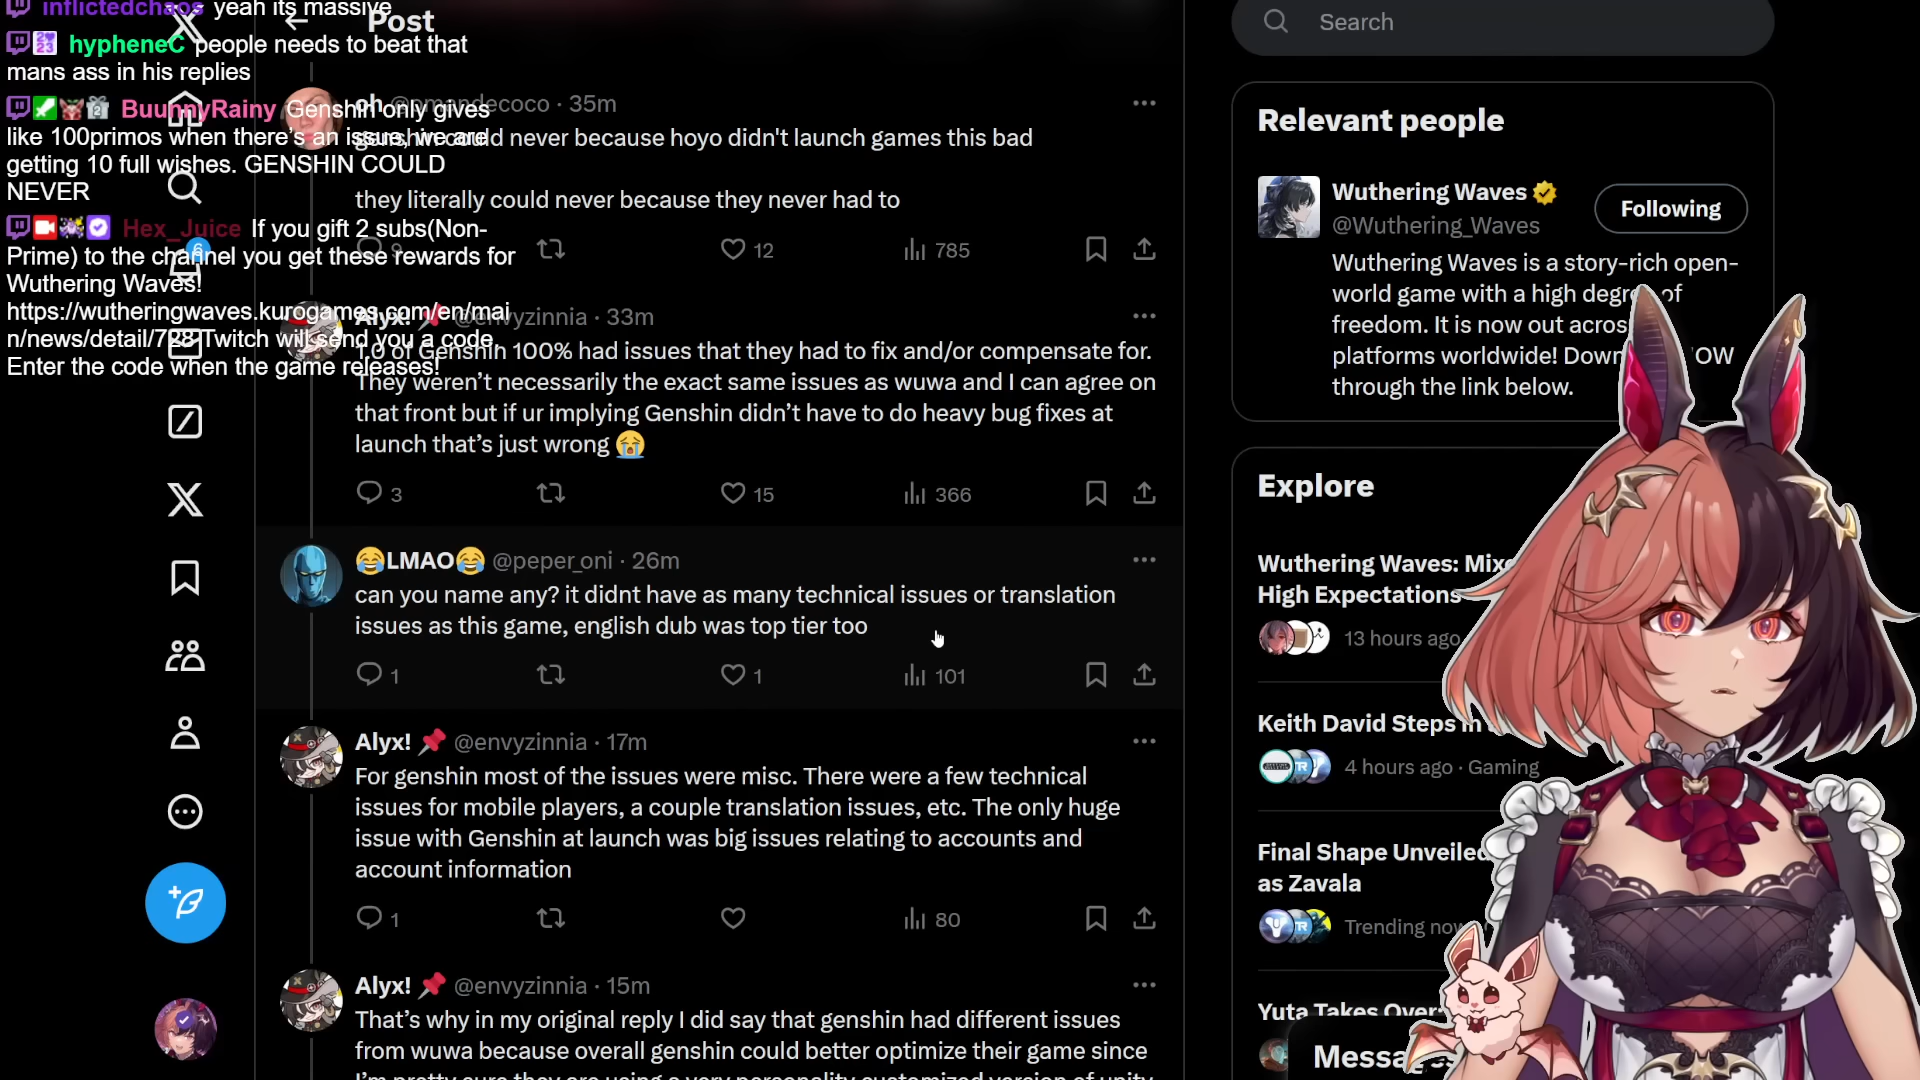 inflictedchaos yeah its massive
hypheneC people needs to beat that
mans ass in his replies
BuunnyRainy Genshin only gives
like 100primos when there's an issue, we are
getting 10 full wishes. GENSHIN COULD
NEVER
Hex_Juice If you gift 2 subs(Non-
Prime) to the channel you get these rewards for
Wuthering Waves!
https://wutheringwaves.kurogames.com/en/mai
n/news/detail/728 Twitch will send you a code,
Enter the code when the game releases!
6
Post
35m
genshin could never because hoyo didn't launch games this bad
they literally could never because they never had to
9 12 785
Alyx! @envyzinnia · 33m
1.0 of Genshin 100% had issues that they had to fix and/or compensate for.
They weren't necessarily the exact same issues as wuwa and I can agree on
that front but if ur implying Genshin didn't have to do heavy bug fixes at
launch that's just wrong 😭
3 15 366
😂LMAO😂 @peper_oni · 26m
can you name any? it didnt have as many technical issues or translation
issues as this game, english dub was top tier too
1 1 101
Alyx! 📌 @envyzinnia · 17m
For genshin most of the issues were misc. There were a few technical
issues for mobile players, a couple translation issues, etc. The only huge
issue with Genshin at launch was big issues relating to accounts and
account information
1 80
Alyx! 📌 @envyzinnia · 15m
That's why in my original reply I did say that genshin had different issues
from wuwa because overall genshin could better optimize their game since
I'm pretty sure they are using a very personality customized version of unity
Search
Relevant people
Wuthering Waves
@Wuthering_Waves
Following
Wuthering Waves is a story-rich open-
world game with a high degree of
freedom. It is now out across
platforms worldwide! Down OW
through the link below.
Explore
Wuthering Waves: Mixe
High Expectations
13 hours ago
Keith David Steps in
4 hours ago · Gaming
Final Shape Unveiled
as Zavala
Trending now
Yuta Takes Over
Messages